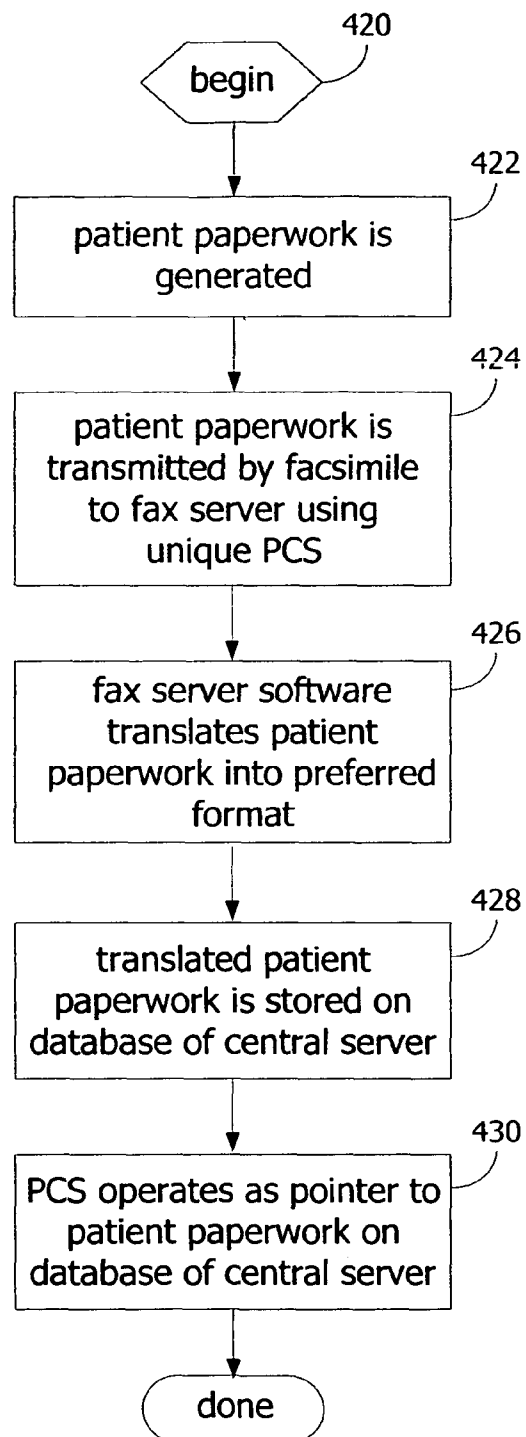 420
begin
422
patient paperwork is
generated
424
patient paperwork is
transmitted by facsimile
to fax server using
unique PCS
426
fax server software
translates patient
paperwork into preferred
format
428
translated patient
paperwork is stored on
database of central server
430
PCS operates as pointer to
patient paperwork on
database of central server
done